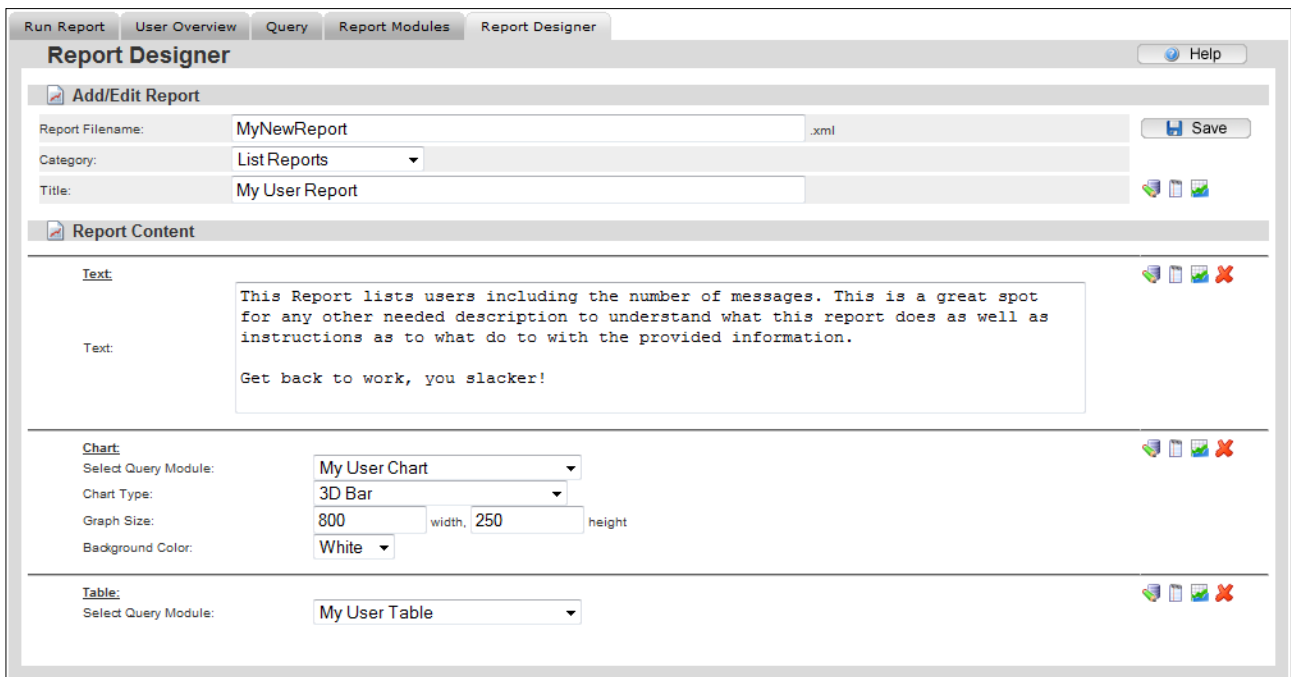 Run Report User Overview Query Report Modules Report Designer
Report Designer Help
Add/Edit Report
Report Filename: MyNewReport .xml Save
Category: List Reports
Title: My User Report
Report Content
Text:
This Report lists users including the number of messages. This is a great spot
for any other needed description to understand what this report does as well as
instructions as to what do to with the provided information.
Text:
Get back to work, you slacker!
Chart:
Select Query Module: My User Chart
Chart Type: 3D Bar
Graph Size: 800 width, 250 height
Background Color: White
Table:
Select Query Module: My User Table